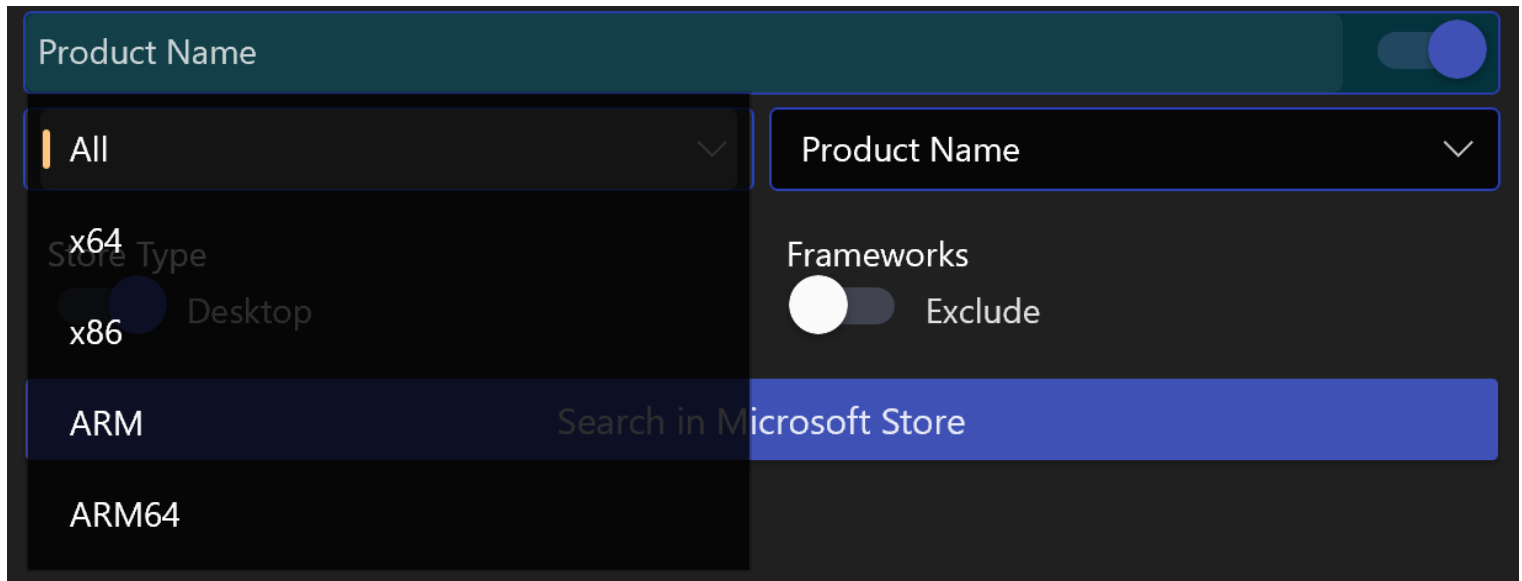 Product Name
All
Product Name
x64
Store Type
Frameworks
Desktop
Exclude
x86
ARM
Search in Microsoft Store
ARM64